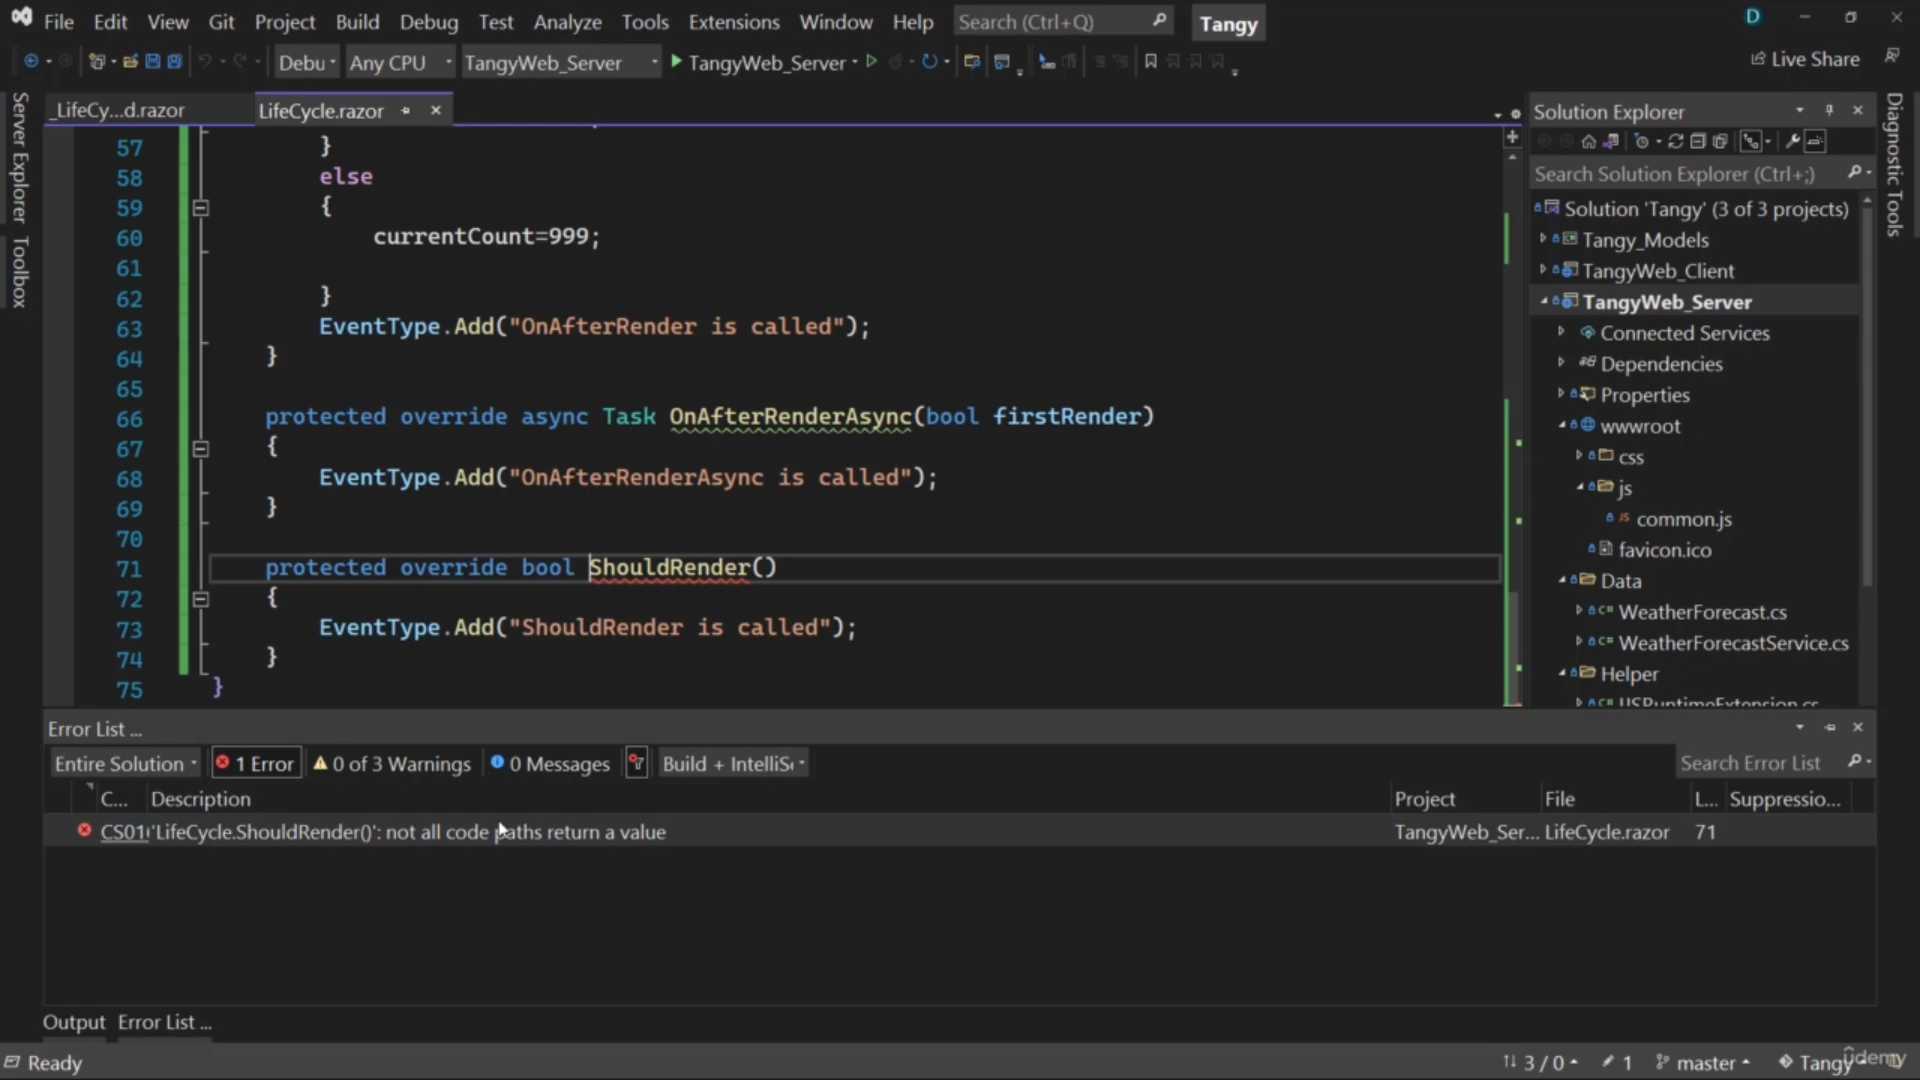 File Edit View Git Project Build Debug Test Analyze Tools Extensions Window Help Search (Ctrl+Q) Tangy D
Debu Any CPU TangyWeb_Server TangyWeb_Server Live Share
_LifeCy...d.razor LifeCycle.razor
Server Explorer
Toolbox
57 }
58 else
59 {
60 currentCount=999;
61
62 }
63 EventType.Add("OnAfterRender is called");
64 }
65
66 protected override async Task OnAfterRenderAsync(bool firstRender)
67 {
68 EventType.Add("OnAfterRenderAsync is called");
69 }
70
71 protected override bool ShouldRender()
72 {
73 EventType.Add("ShouldRender is called");
74 }
75 }
Solution Explorer
Search Solution Explorer (Ctrl+;)
Solution 'Tangy' (3 of 3 projects)
Tangy_Models
TangyWeb_Client
TangyWeb_Server
Connected Services
Dependencies
Properties
wwwroot
css
js
JS common.js
favicon.ico
Data
C# WeatherForecast.cs
C# WeatherForecastService.cs
Helper
Diagnostic Tools
Error List ...
Entire Solution 1 Error 0 of 3 Warnings 0 Messages Build + IntelliSe Search Error List
C... Description Project File L... Suppressio...
CS01 'LifeCycle.ShouldRender()': not all code paths return a value TangyWeb_Ser... LifeCycle.razor 71
Output Error List ...
Ready 3 / 0 1 master Tangy
ûdemy